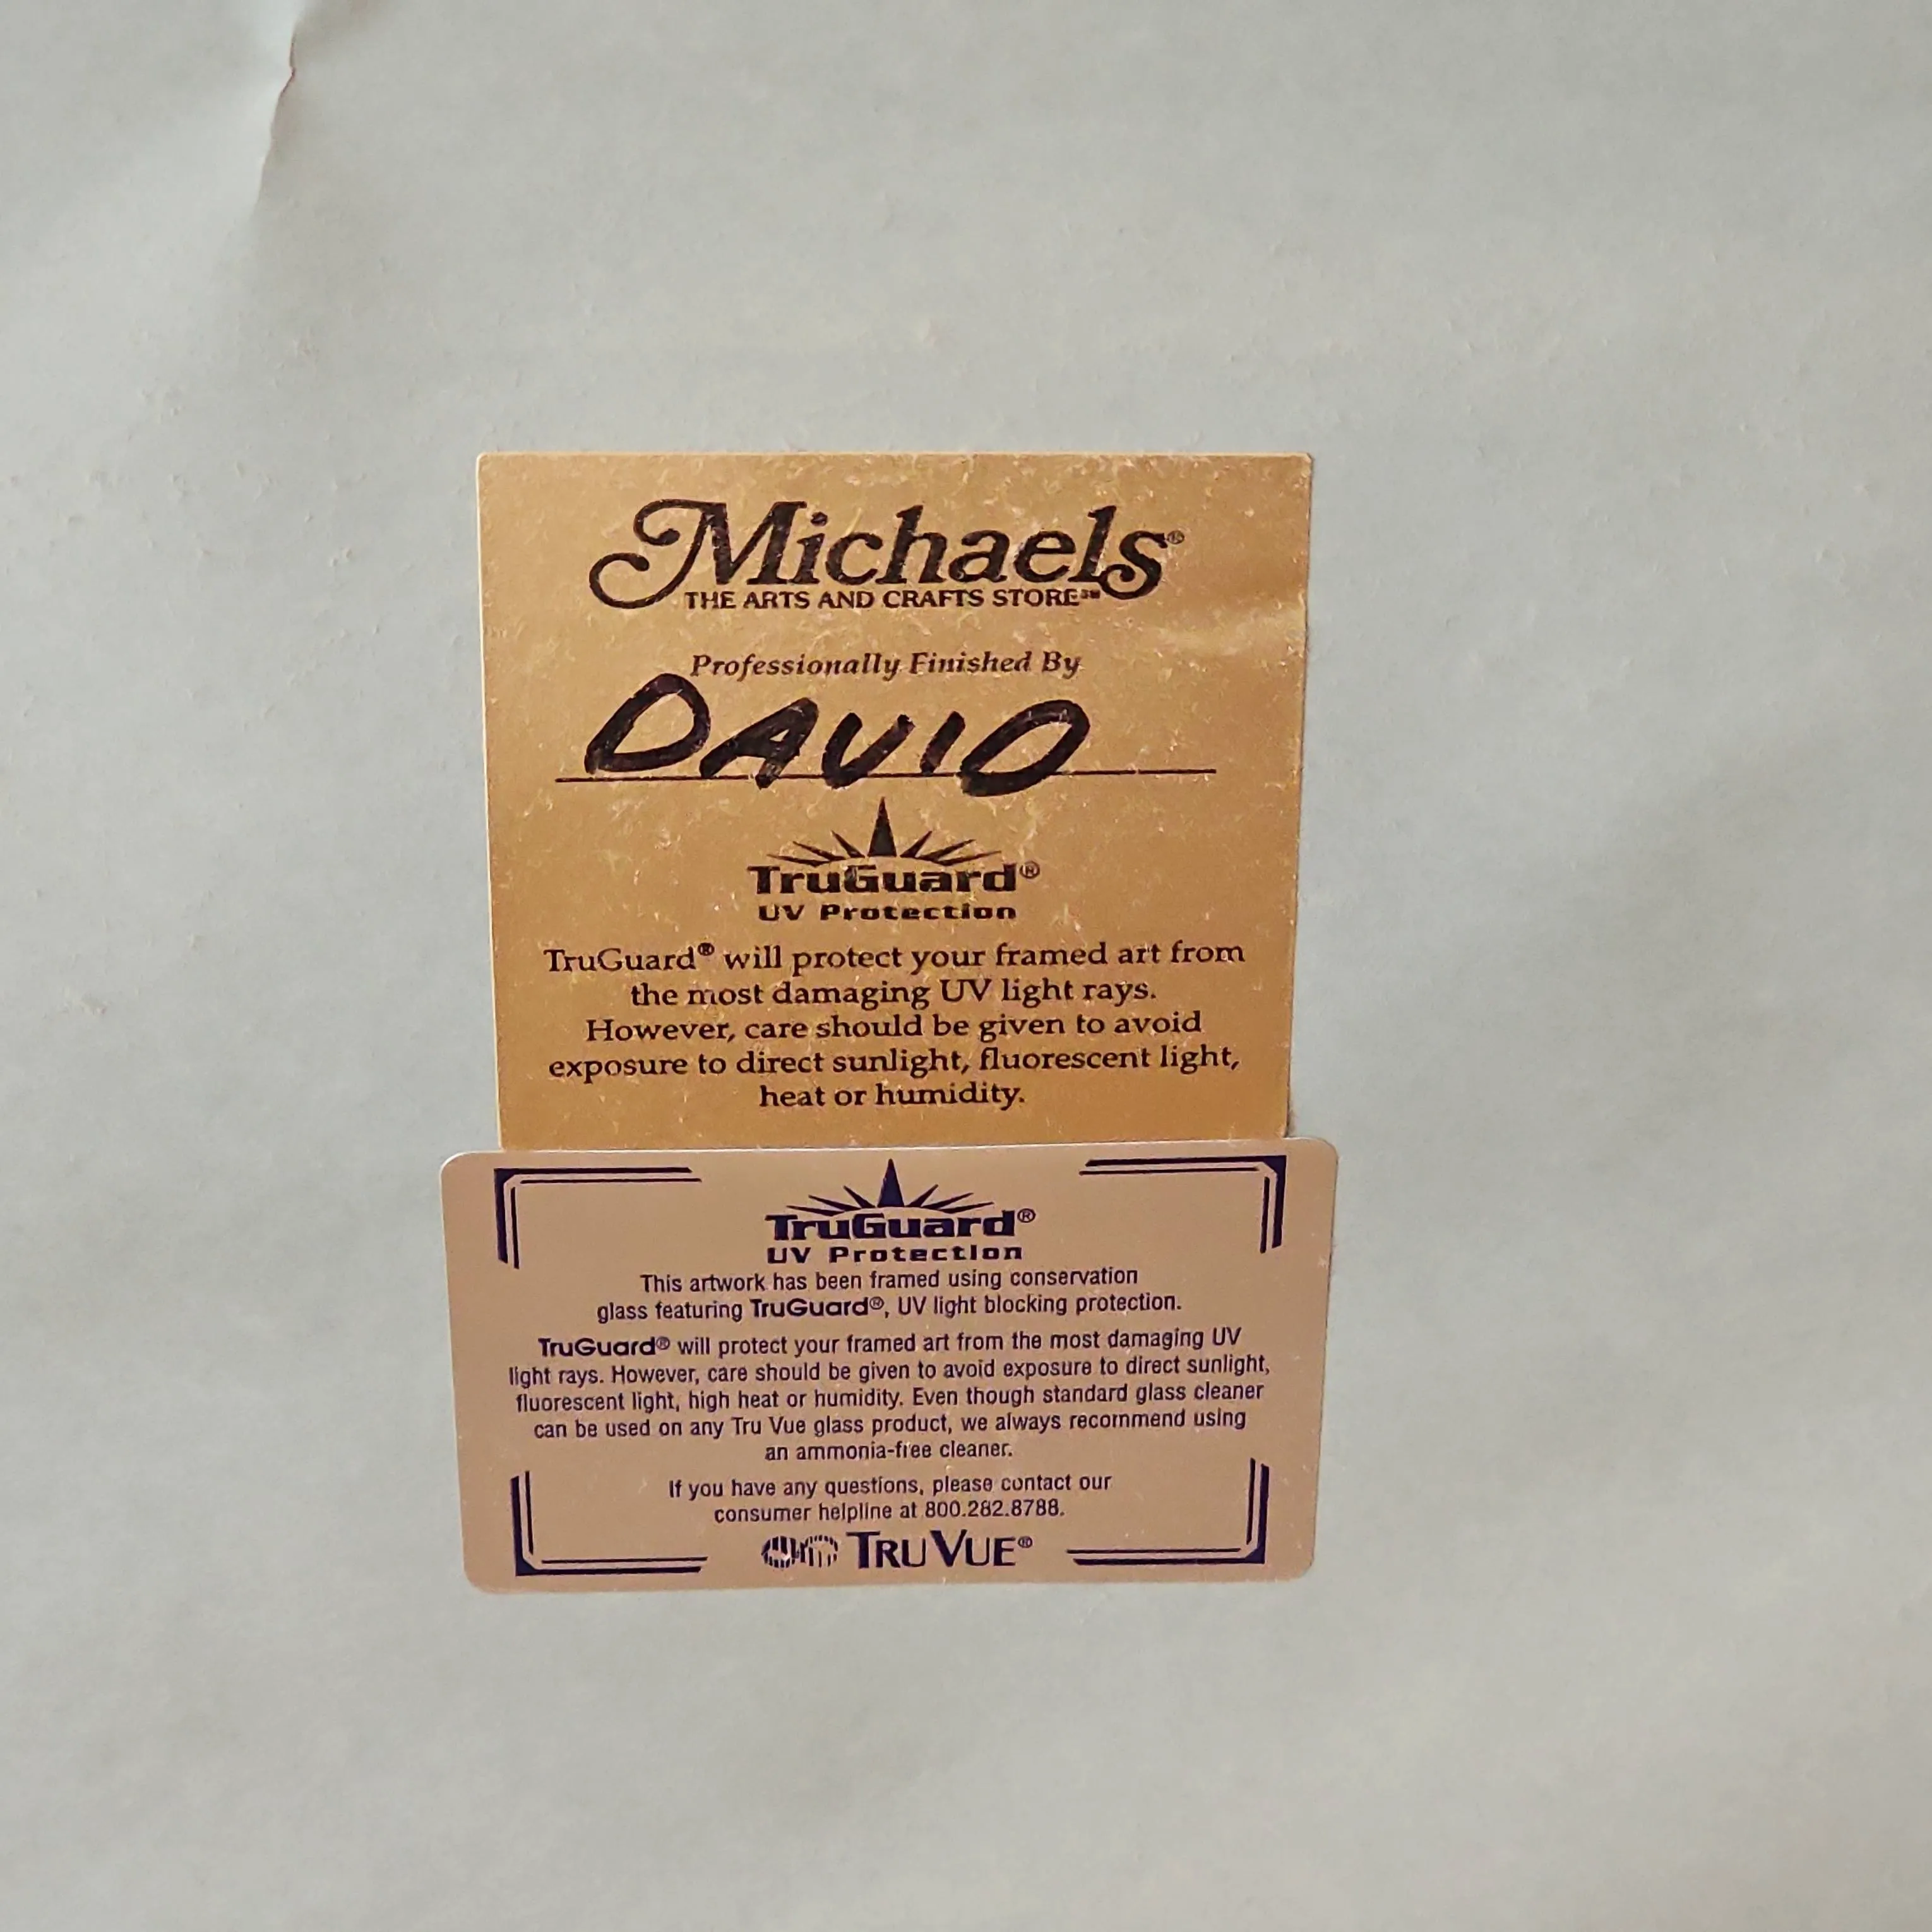 Michaels®
THE ARTS AND CRAFTS STORE℠
Professionally Finished By
DAVID
TruGuard®
UV Protection
TruGuard® will protect your framed art from
the most damaging UV light rays.
However, care should be given to avoid
exposure to direct sunlight, fluorescent light,
heat or humidity.
TruGuard®
UV Protection
This artwork has been framed using conservation
glass featuring TruGuard®, UV light blocking protection.
TruGuard® will protect your framed art from the most damaging UV
light rays. However, care should be given to avoid exposure to direct sunlight,
fluorescent light, high heat or humidity. Even though standard glass cleaner
can be used on any Tru Vue glass product, we always recommend using
an ammonia-free cleaner.
If you have any questions, please contact our
consumer helpline at 800.282.8788.
TRU VUE®